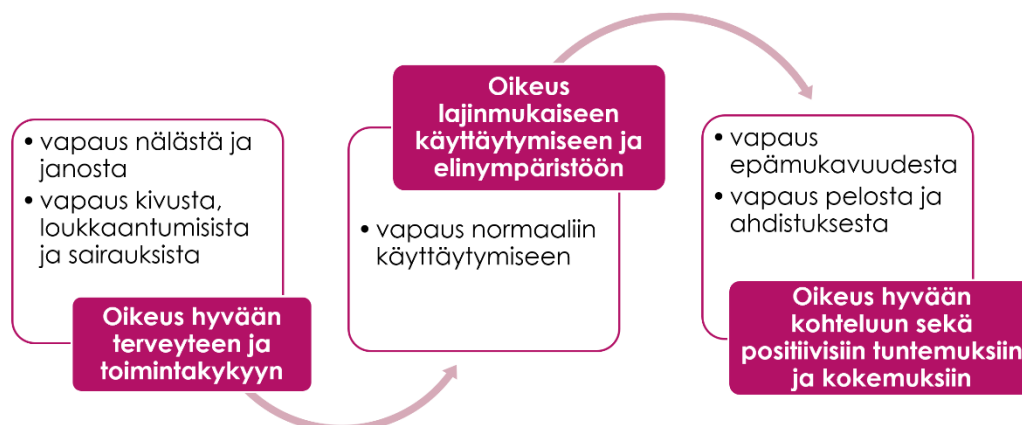 • vapaus nälästä ja
janosta
• vapaus kivusta,
loukkaantumisista
ja sairauksista
Oikeus hyvään
terveyteen ja
toimintakykyyn
Oikeus
lajinmukaiseen
käyttäytymiseen ja
elinympäristöön
• vapaus normaaliin
käyttäytymiseen
• vapaus
epämukavuudesta
• vapaus pelosta ja
ahdistuksesta
Oikeus hyvään
kohteluun sekä
positiivisiin tuntemuksiin
ja kokemuksiin